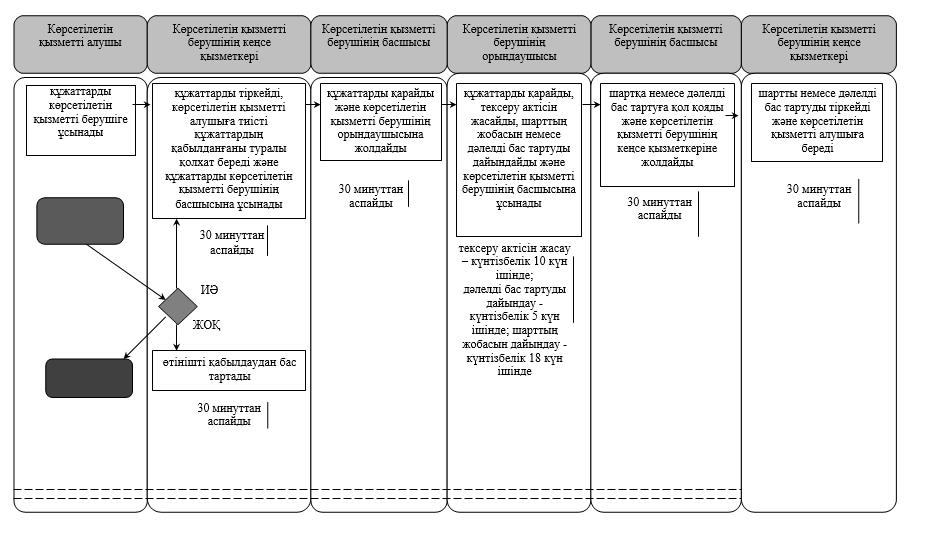 Көрсетілетін
қызметті алушы
Көрсетілетін қызметті
берушінің кеңсе
қызметкері
Көрсетілетін қызметті
берушінің басшысы
Көрсетілетін қызметті
берушінің
орындаушысы
Көрсетілетін қызметті
берушінің басшысы
Көрсетілетін қызметті
берушінің кеңсе
қызметкері
құжаттарды
көрсетілетін
қызметті берушіге
ұсынады
құжаттарды тіркейді,
көрсетілетін қызметті
алушыға тиісті
құжаттардың
қабылданғаны туралы
қолхат береді және
құжаттарды көрсетілетін
қызметті берушінің
басшысына ұсынады
30 минуттан
аспайды
ИӘ
ЖОҚ
өтінішті қабылдаудан бас
тартады
30 минуттан
аспайды
құжаттарды қарайды
және көрсетілетін
қызметті берушінің
орындаушысына
жолдайды
30 минуттан
аспайды
құжаттарды қарайды,
тексеру актісін
жасайды, шарттың
жобасын немесе
дәлелді бас тартуды
дайындайды және
көрсетілетін қызметті
берушінің басшысына
ұсынады
тексеру актісін жасау
– күнтізбелік 10 күн
ішінде;
дәлелді бас тартуды
дайындау -
күнтізбелік 5 күн
ішінде; шарттың
жобасын дайындау -
күнтізбелік 18 күн
ішінде
шартқа немесе дәлелді
бас тартуға қол қояды
және көрсетілетін
қызметті берушінің
кеңсе қызметкеріне
жолдайды
30 минуттан
аспайды
шартты немесе дәлелді
бас тартуды тіркейді
және көрсетілетін
қызметті алушыға
береді
30 минуттан
аспайды